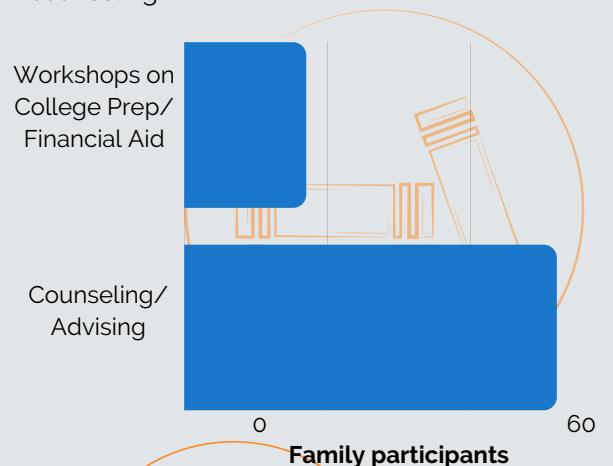 Workshops on
College Prep/
Financial Aid
Counseling/
Advising
0 60
Family participants